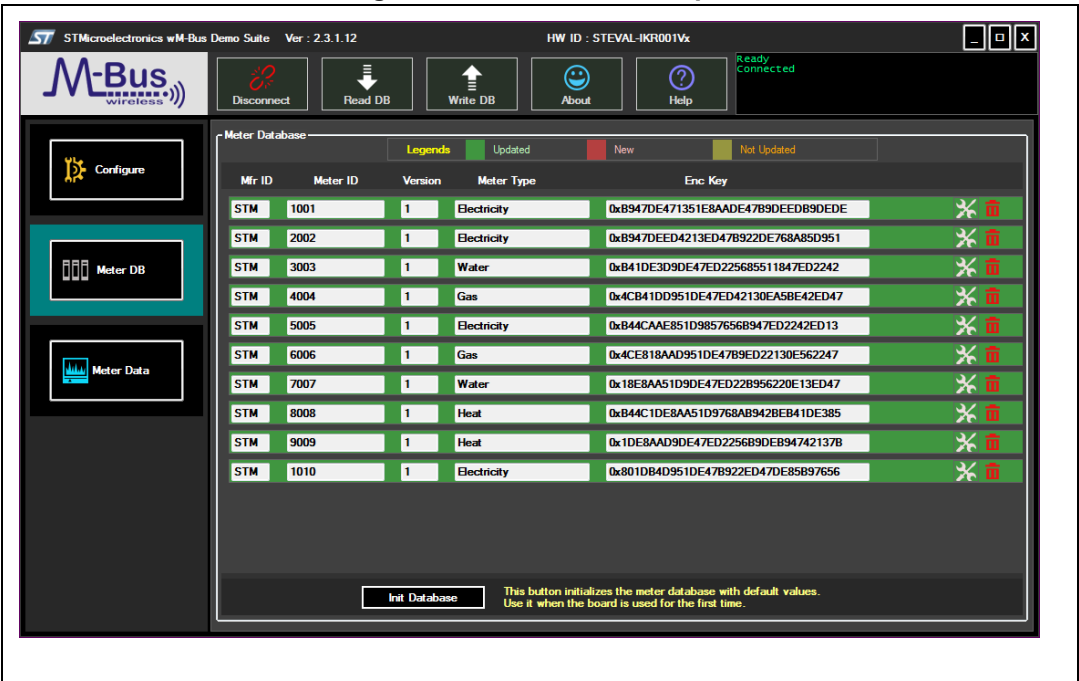 STMicroelectronics wM-Bus Demo Suite Ver : 2.3.1.12 HW ID : STEVAL-IKR001Vx
M-Bus
wireless
Disconnect Read DB Write DB About Help
Ready
Connected
Configure
Meter DB
Meter Data
Meter Database
Legends Updated New Not Updated
Mfr ID Meter ID Version Meter Type Enc Key
STM 1001 1 Electricity 0xB947DE471351E8AADE47B9DEEDB9DEDE
STM 2002 1 Electricity 0xB947DEED4213ED47B922DE768A85D951
STM 3003 1 Water 0xB41DE3D9DE47ED225685511847ED2242
STM 4004 1 Gas 0x4CB41DD951DE47ED42130EA5BE42ED47
STM 5005 1 Electricity 0xB44CAAE851D9857656B947ED2242ED13
STM 6006 1 Gas 0x4CE818AAD951DE47B9ED22130E562247
STM 7007 1 Water 0x18E8AA51D9DE47ED22B956220E13ED47
STM 8008 1 Heat 0xB44C1DE8AA51D9768AB942BEB41DE385
STM 9009 1 Heat 0x1DE8AAD9DE47ED2256B9DEB94742137B
STM 1010 1 Electricity 0x801DB4D951DE47B922ED47DE85B97656
Init Database
This button initializes the meter database with default values.
Use it when the board is used for the first time.